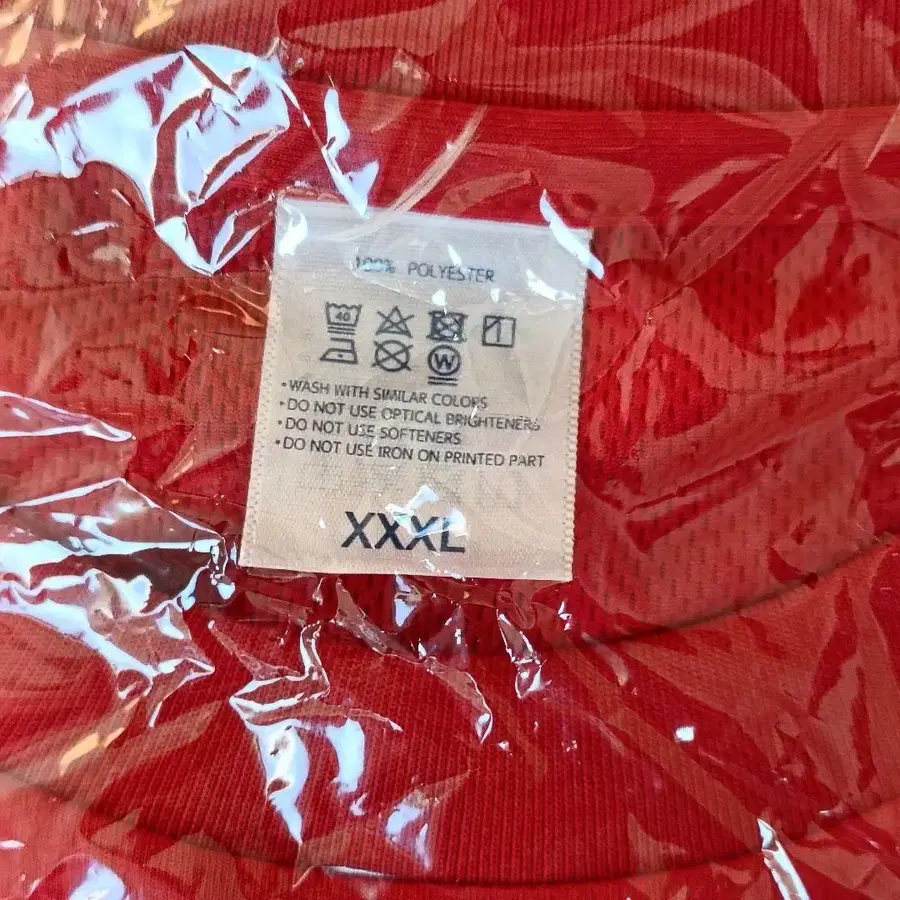 100% POLYESTER
40
W
• WASH WITH SIMILAR COLORS
• DO NOT USE OPTICAL BRIGHTENERS
• DO NOT USE SOFTENERS
• DO NOT USE IRON ON PRINTED PART
XXXL